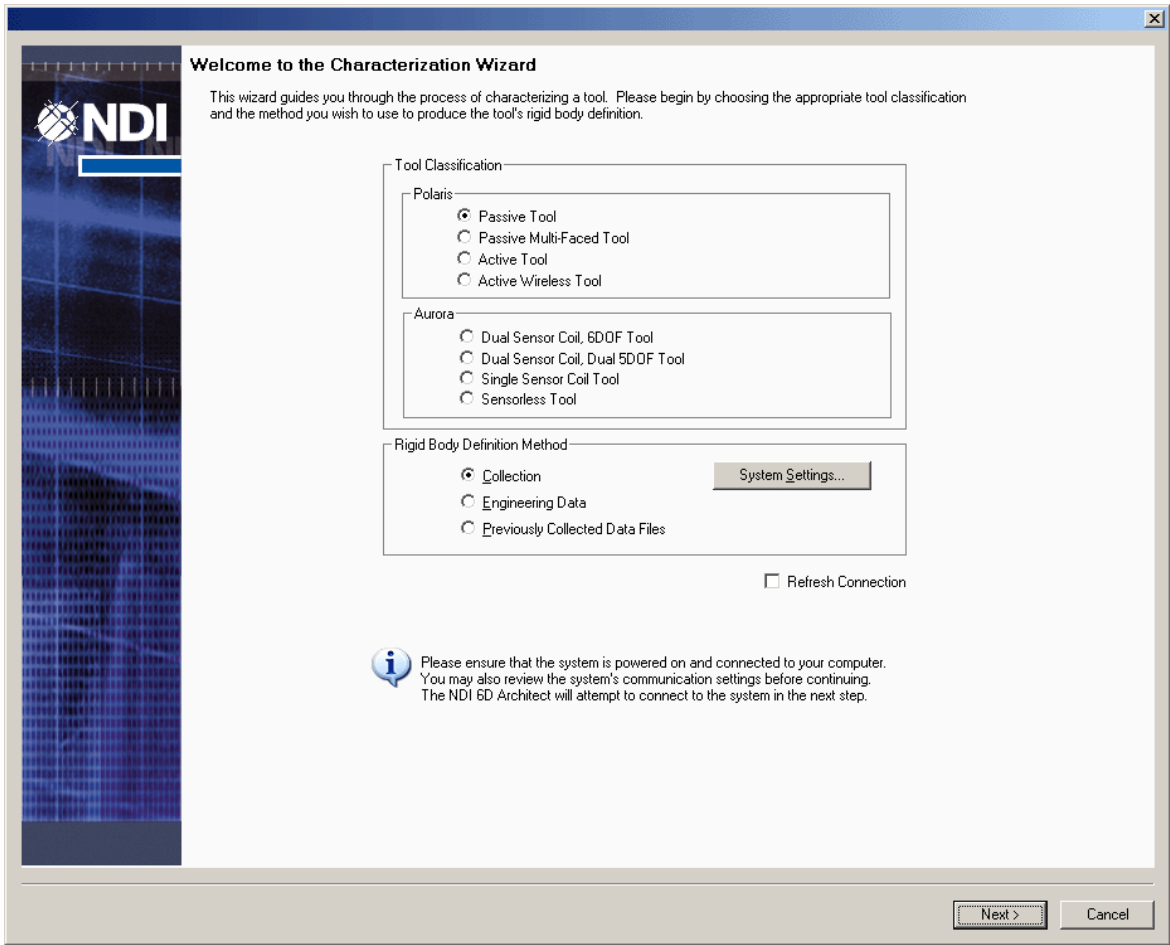 Welcome to the Characterization Wizard
This wizard guides you through the process of characterizing a tool. Please begin by choosing the appropriate tool classification
and the method you wish to use to produce the tool's rigid body definition.
NDI
Tool Classification
Polaris
Passive Tool
Passive Multi-Faced Tool
Active Tool
Active Wireless Tool
Aurora
Dual Sensor Coil, 6DOF Tool
Dual Sensor Coil, Dual 5DOF Tool
Single Sensor Coil Tool
Sensorless Tool
Rigid Body Definition Method
Collection
System Settings...
Engineering Data
Previously Collected Data Files
Refresh Connection
Please ensure that the system is powered on and connected to your computer.
You may also review the system's communication settings before continuing.
The NDI 6D Architect will attempt to connect to the system in the next step.
Next >
Cancel